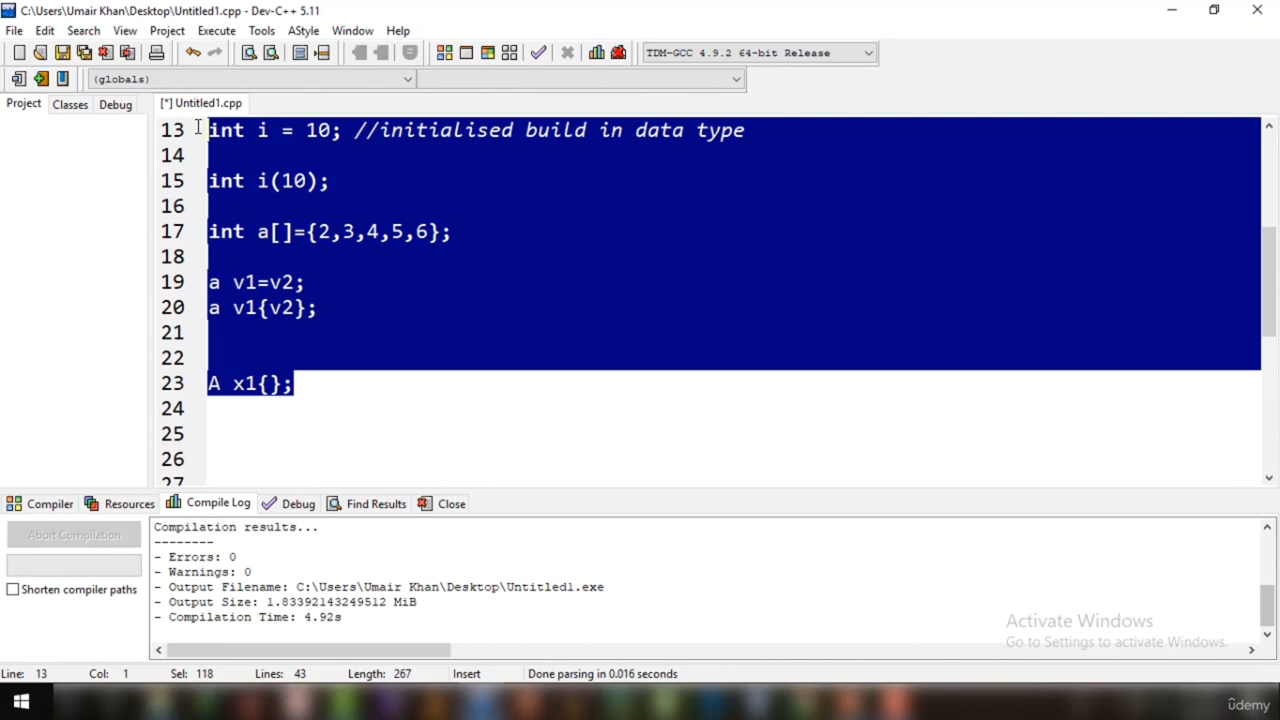 C:\Users\Umair Khan\Desktop\Untitled1.cpp - Dev-C++ 5.11
File Edit Search View Project Execute Tools AStyle Window Help
TDM-GCC 4.9.2 64-bit Release
(globals)
Project Classes Debug [*] Untitled1.cpp
13 int i = 10; //initialised build in data type
14
15 int i(10);
16
17 int a[]={2,3,4,5,6};
18
19 a v1=v2;
20 a v1{v2};
21
22
23 A x1{};
24
25
26
27
Compiler Resources Compile Log Debug Find Results Close
Abort Compilation
Shorten compiler paths
Compilation results...
--------
- Errors: 0
- Warnings: 0
- Output Filename: C:\Users\Umair Khan\Desktop\Untitled1.exe
- Output Size: 1.83392143249512 MiB
- Compilation Time: 4.92s
Activate Windows
Go to Settings to activate Windows.
Line: 13 Col: 1 Sel: 118 Lines: 43 Length: 267 Insert Done parsing in 0.016 seconds
ûdemy